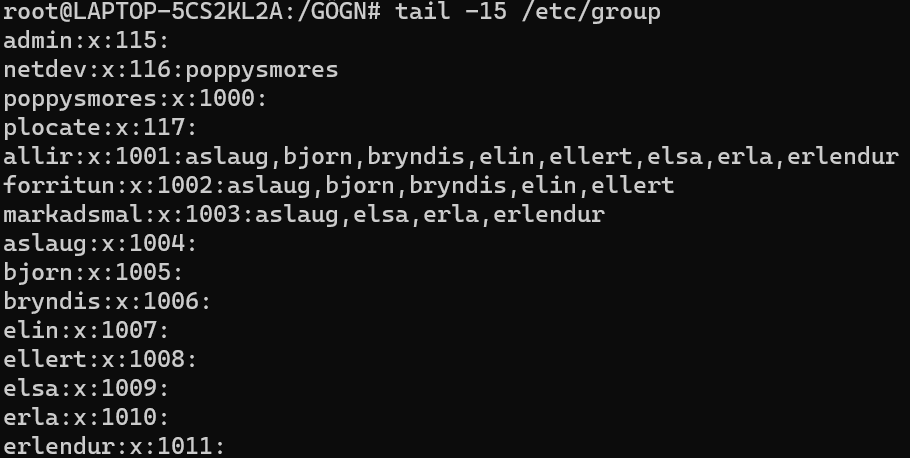 root@LAPTOP-5CS2KL2A:/GOGN# tail -15 /etc/group
admin:x:115:
netdev:x:116:poppysmores
poppysmores:x:1000:
plocate:x:117:
allir:x:1001:aslaug,bjorn,bryndis,elin,ellert,elsa,erla,erlendur
forritun:x:1002:aslaug,bjorn,bryndis,elin,ellert
markadsmal:x:1003:aslaug,elsa,erla,erlendur
aslaug:x:1004:
bjorn:x:1005:
bryndis:x:1006:
elin:x:1007:
ellert:x:1008:
elsa:x:1009:
erla:x:1010:
erlendur:x:1011: